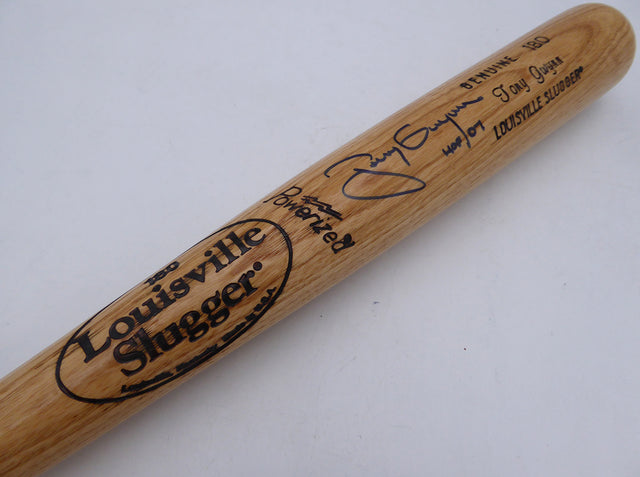 180
Louisville
Slugger®
Powerized
Tony Gwynn
HOF/07
GENUINE 180
Tony Gwynn
LOUISVILLE SLUGGER®